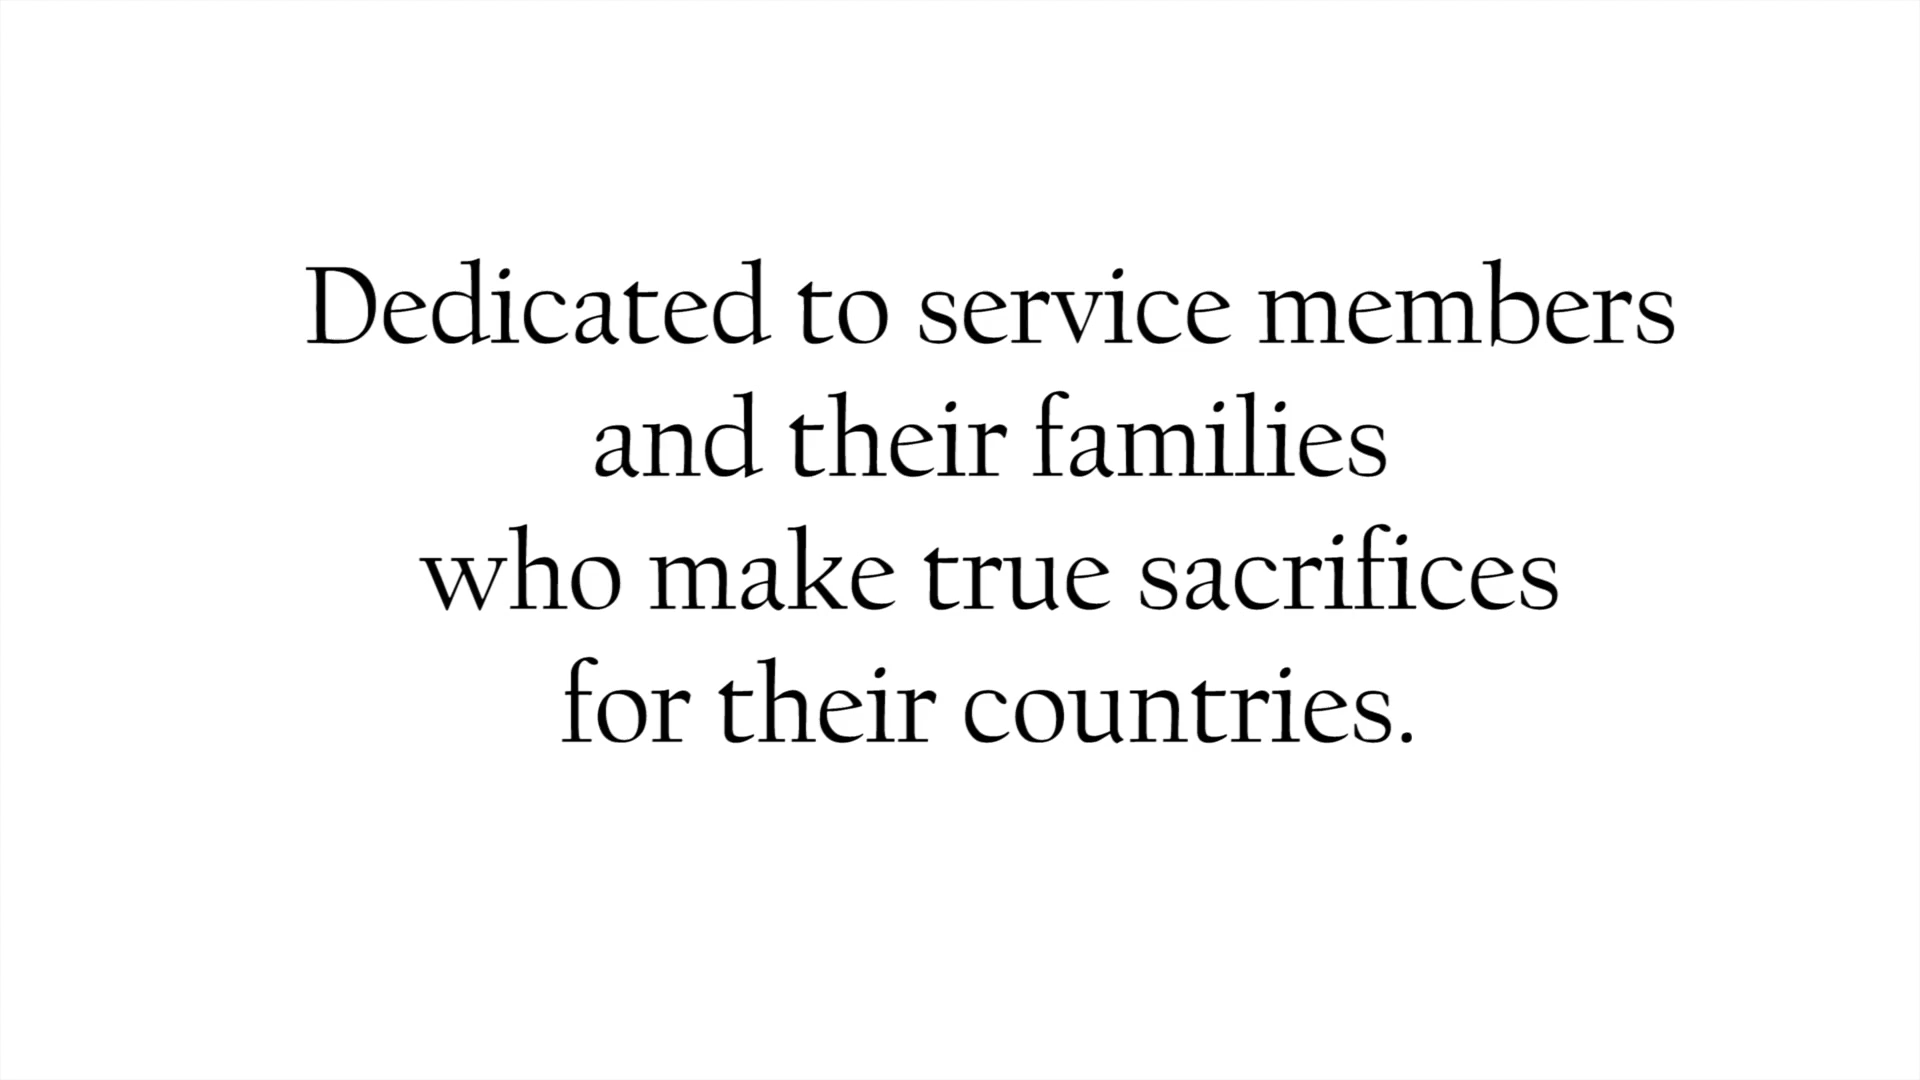 Dedicated to service members
and their families
who make true sacrifices
for their countries.